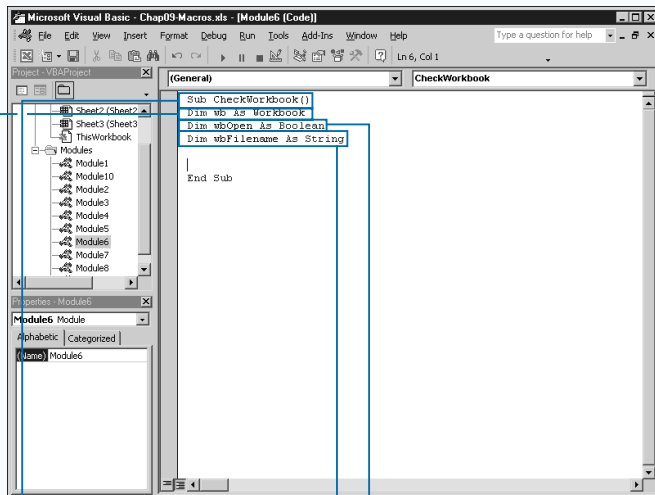 Microsoft Visual Basic - Chap09-Macros.xls - [Module6 (Code)]
File Edit View Insert Format Debug Run Tools Add-Ins Window Help
Type a question for help
Ln 6, Col 1
Project - VBAProject
(General)
CheckWorkbook
Sheet2 (Sheet2
Sheet3 (Sheet3
ThisWorkbook
Modules
Module1
Module10
Module2
Module3
Module4
Module5
Module6
Module7
Module8
Sub CheckWorkbook()
Dim wb As Workbook
Dim wbOpen As Boolean
Dim wbFilename As String
End Sub
Properties - Module6
Module6 Module
Alphabetic Categorized
(Name) Module6